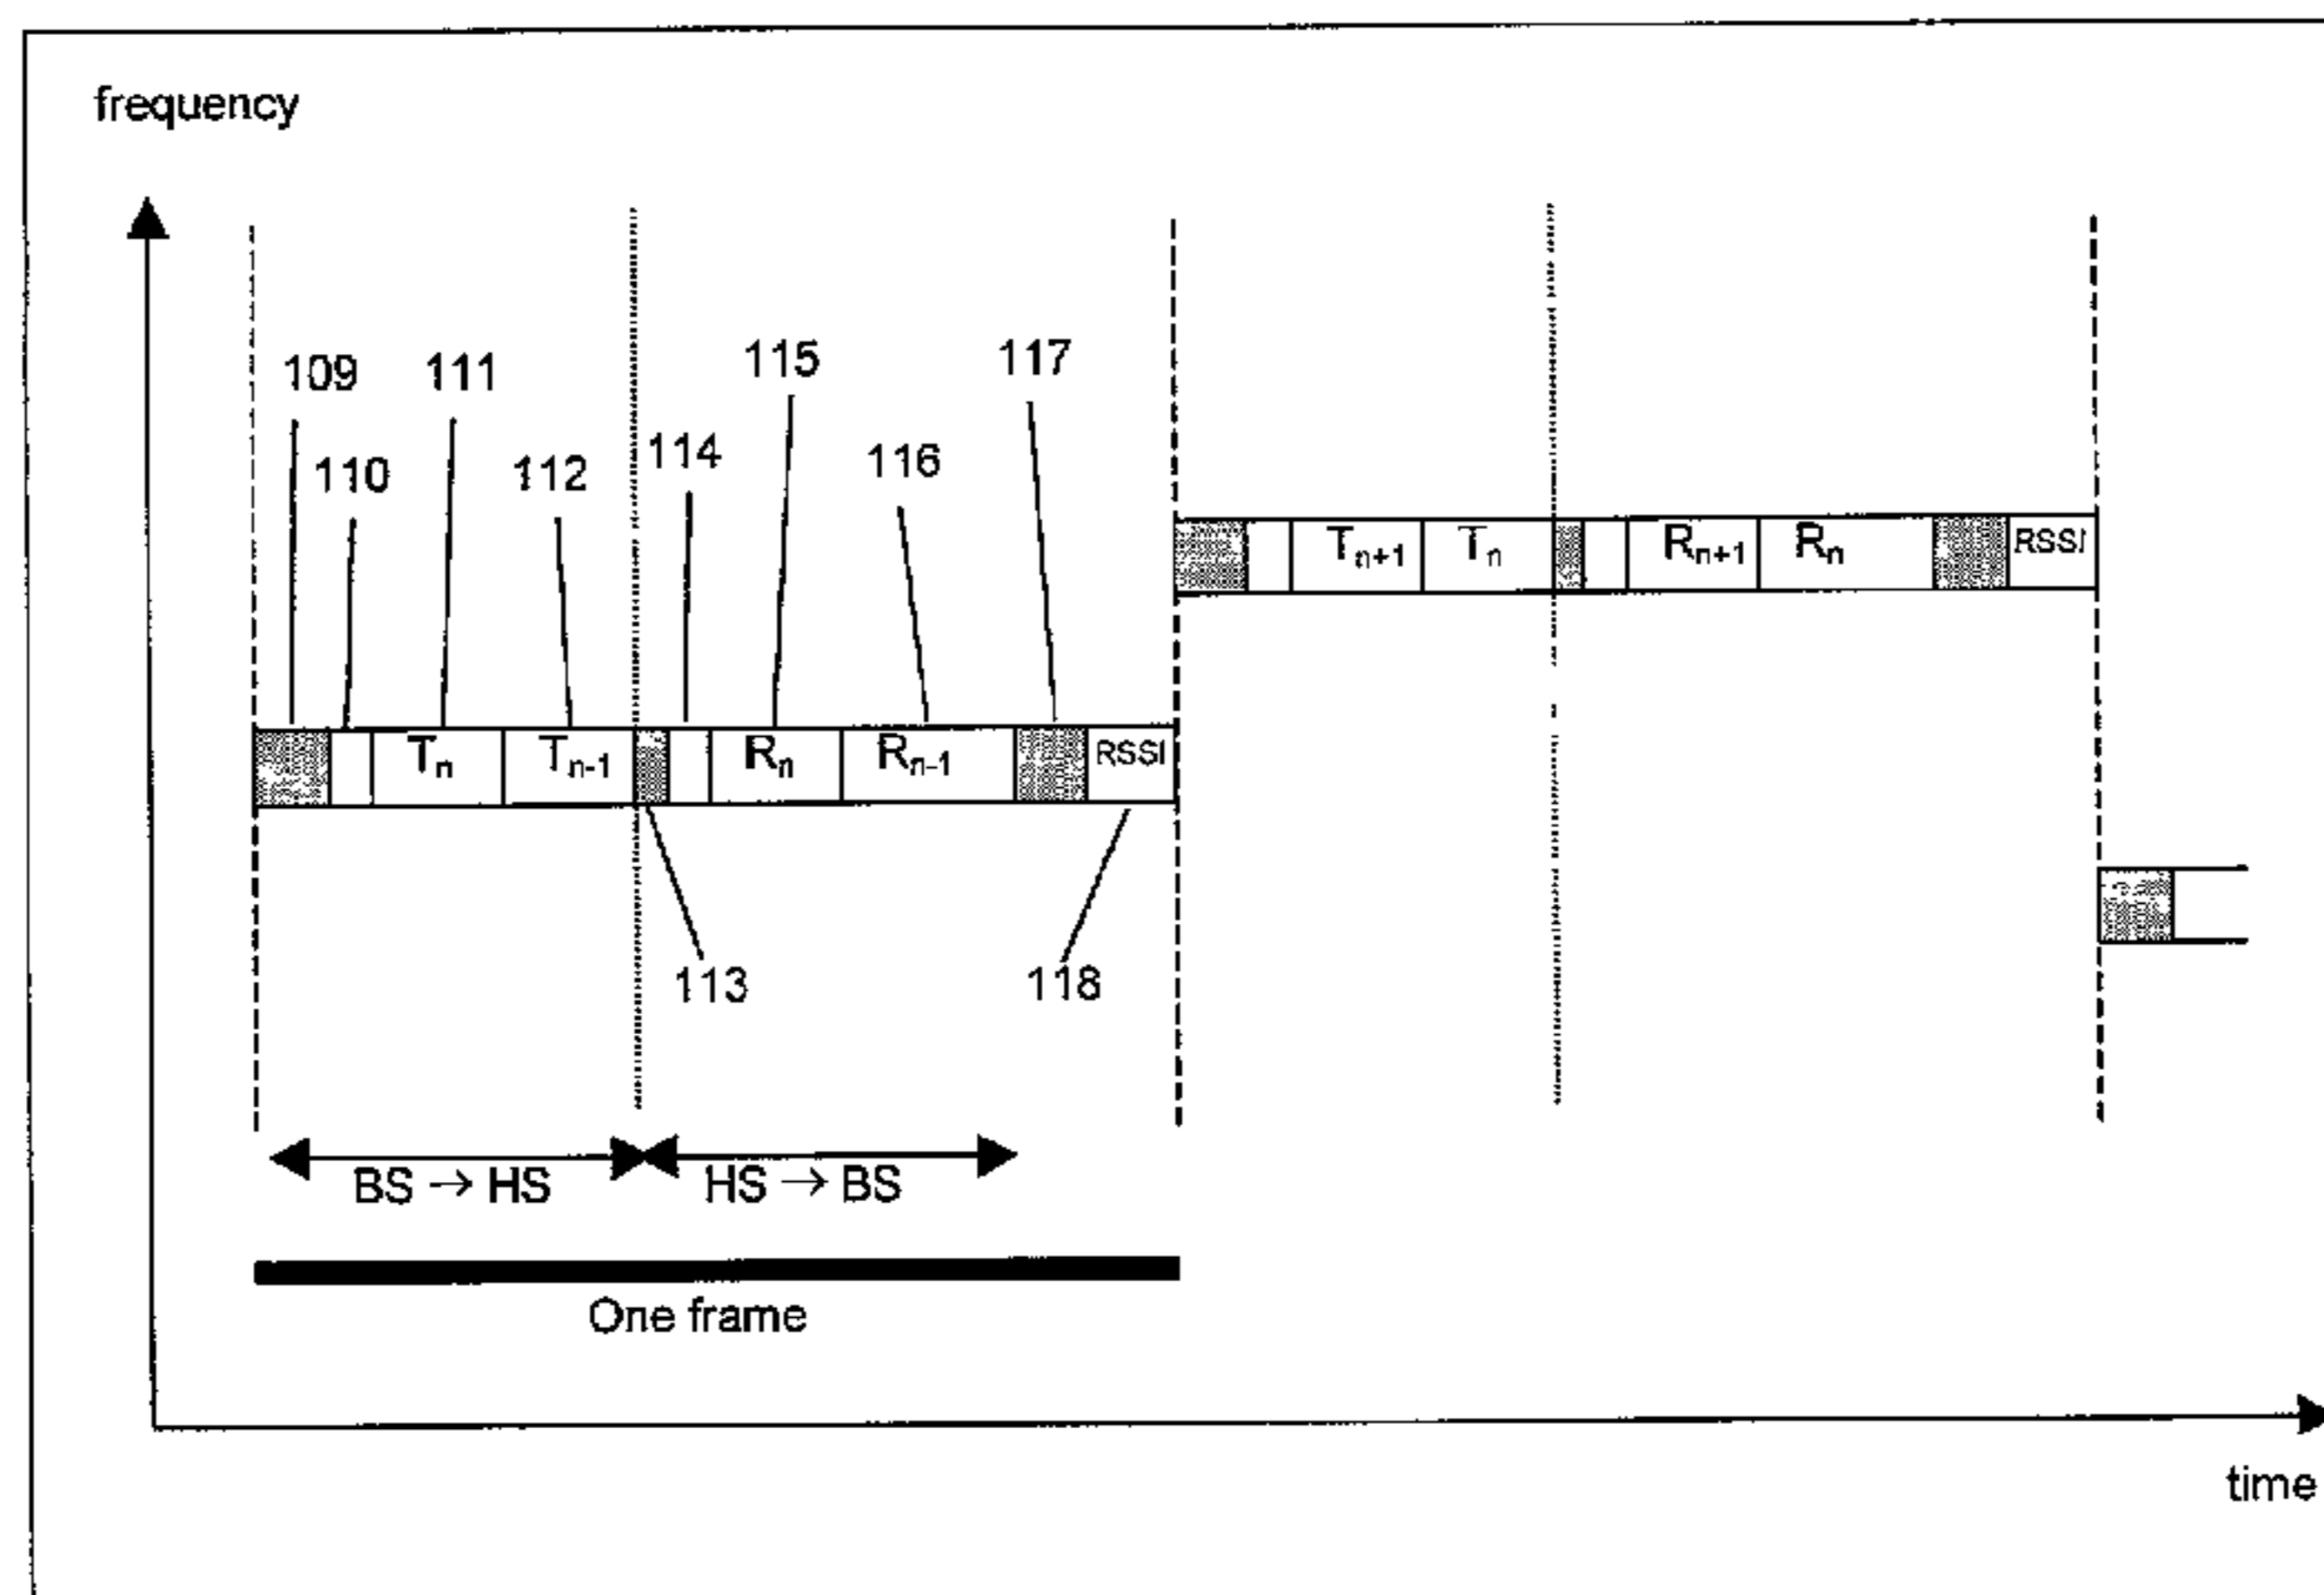 frequency
109 111 115 117
110 112 114 116
Tₙ₊₁ Tₙ Rₙ₊₁ Rₙ RSSI
Tₙ Tₙ₋₁ Rₙ Rₙ₋₁ RSSI
113 118
BS → HS HS → BS
One frame
time